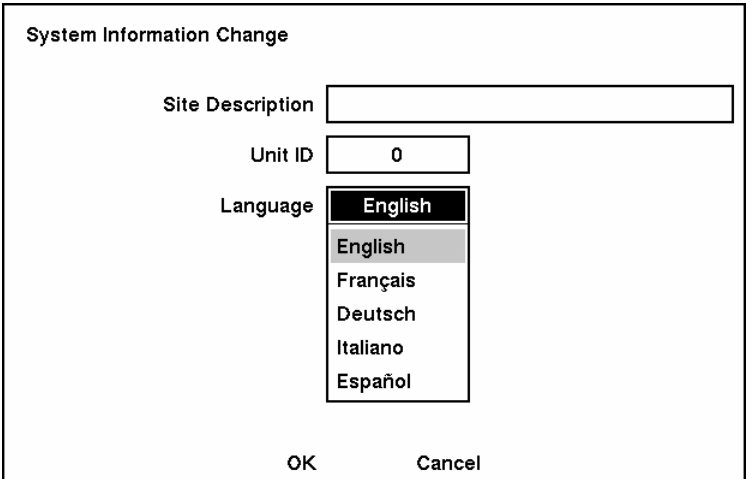 System Information Change
Site Description
Unit ID 0
Language English
English
Français
Deutsch
Italiano
Español
OK Cancel